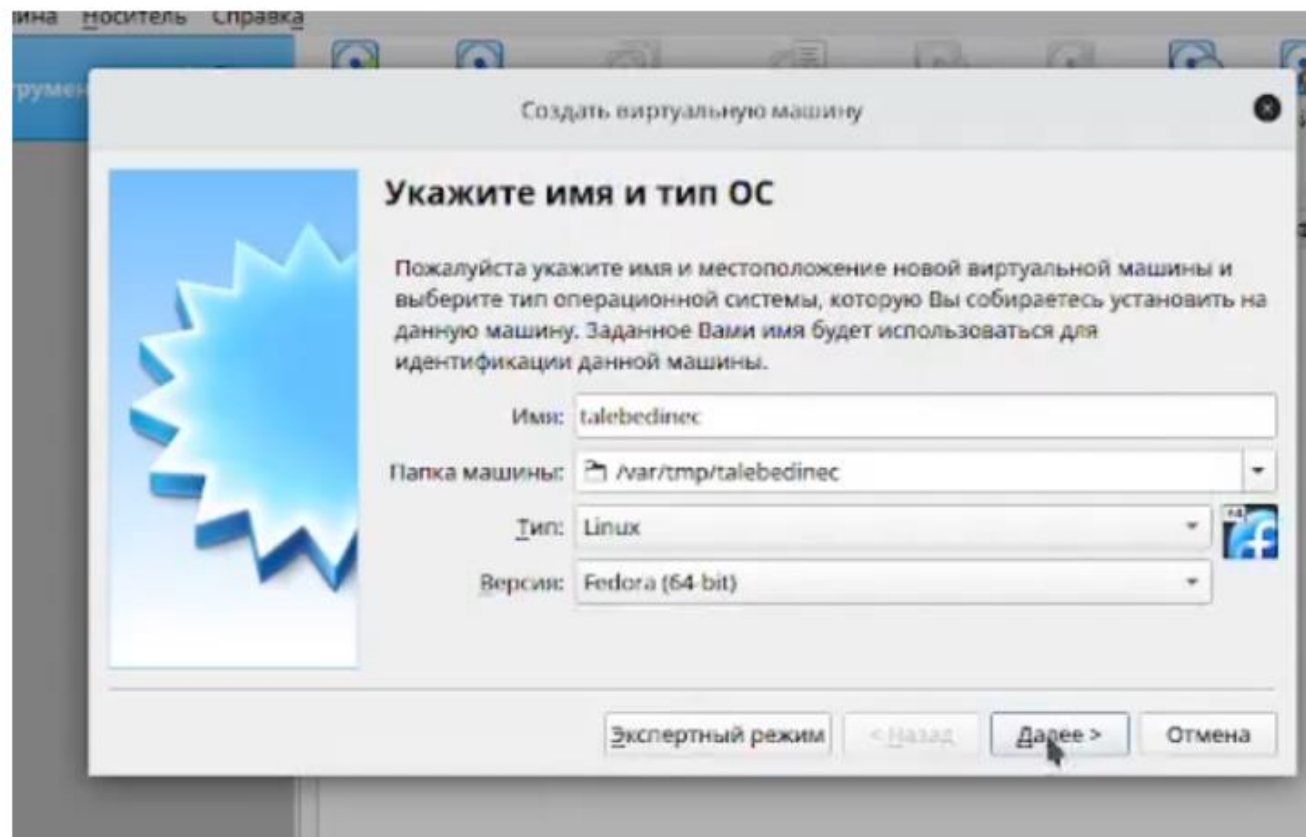 Носитель Справка
Создать виртуальную машину
Укажите имя и тип ОС
Пожалуйста укажите имя и местоположение новой виртуальной машины и
выберите тип операционной системы, которую Вы собираетесь установить на
данную машину. Заданное Вами имя будет использоваться для
идентификации данной машины.
Имя: talebedinec
Папка машины: /var/tmp/talebedinec
Тип: Linux
Версия: Fedora (64-bit)
Экспертный режим < Назад Далее > Отмена